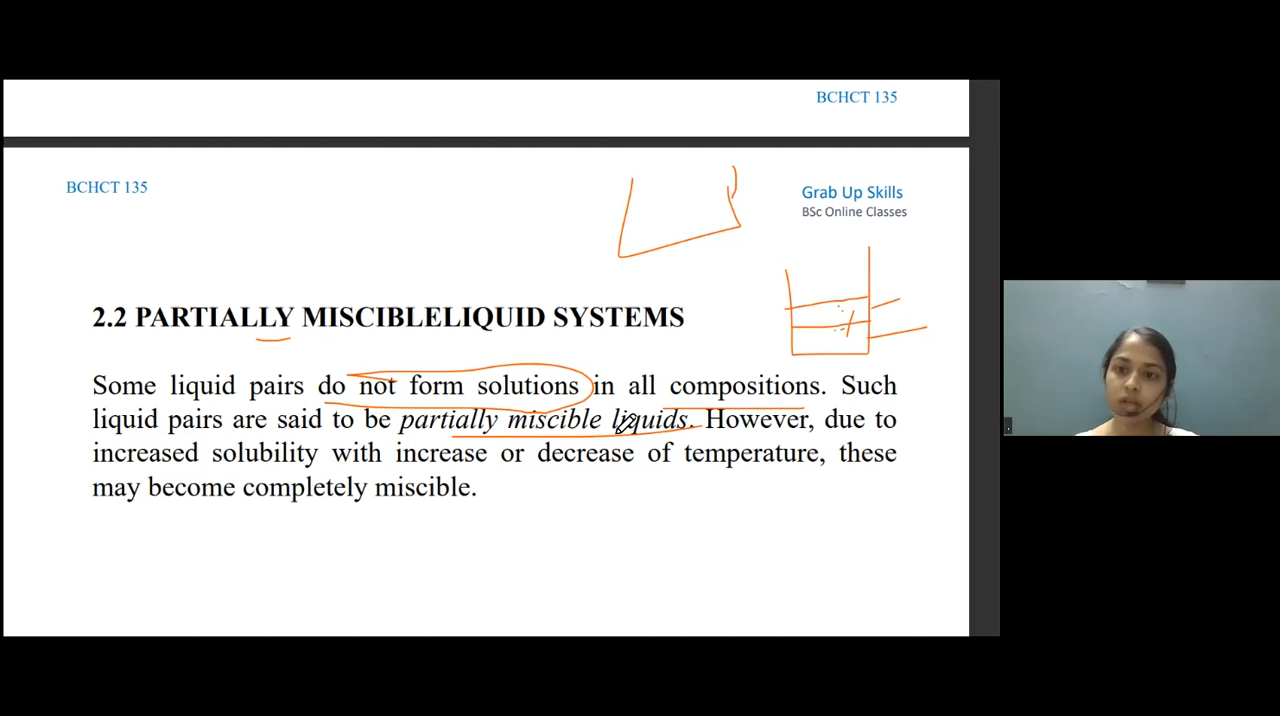 BCHCT 135
BCHCT 135
Grab Up Skills
BSc Online Classes
2.2 PARTIALLY MISCIBLELIQUID SYSTEMS
Some liquid pairs do not form solutions in all compositions. Such
liquid pairs are said to be partially miscible liquids. However, due to
increased solubility with increase or decrease of temperature, these
may become completely miscible.